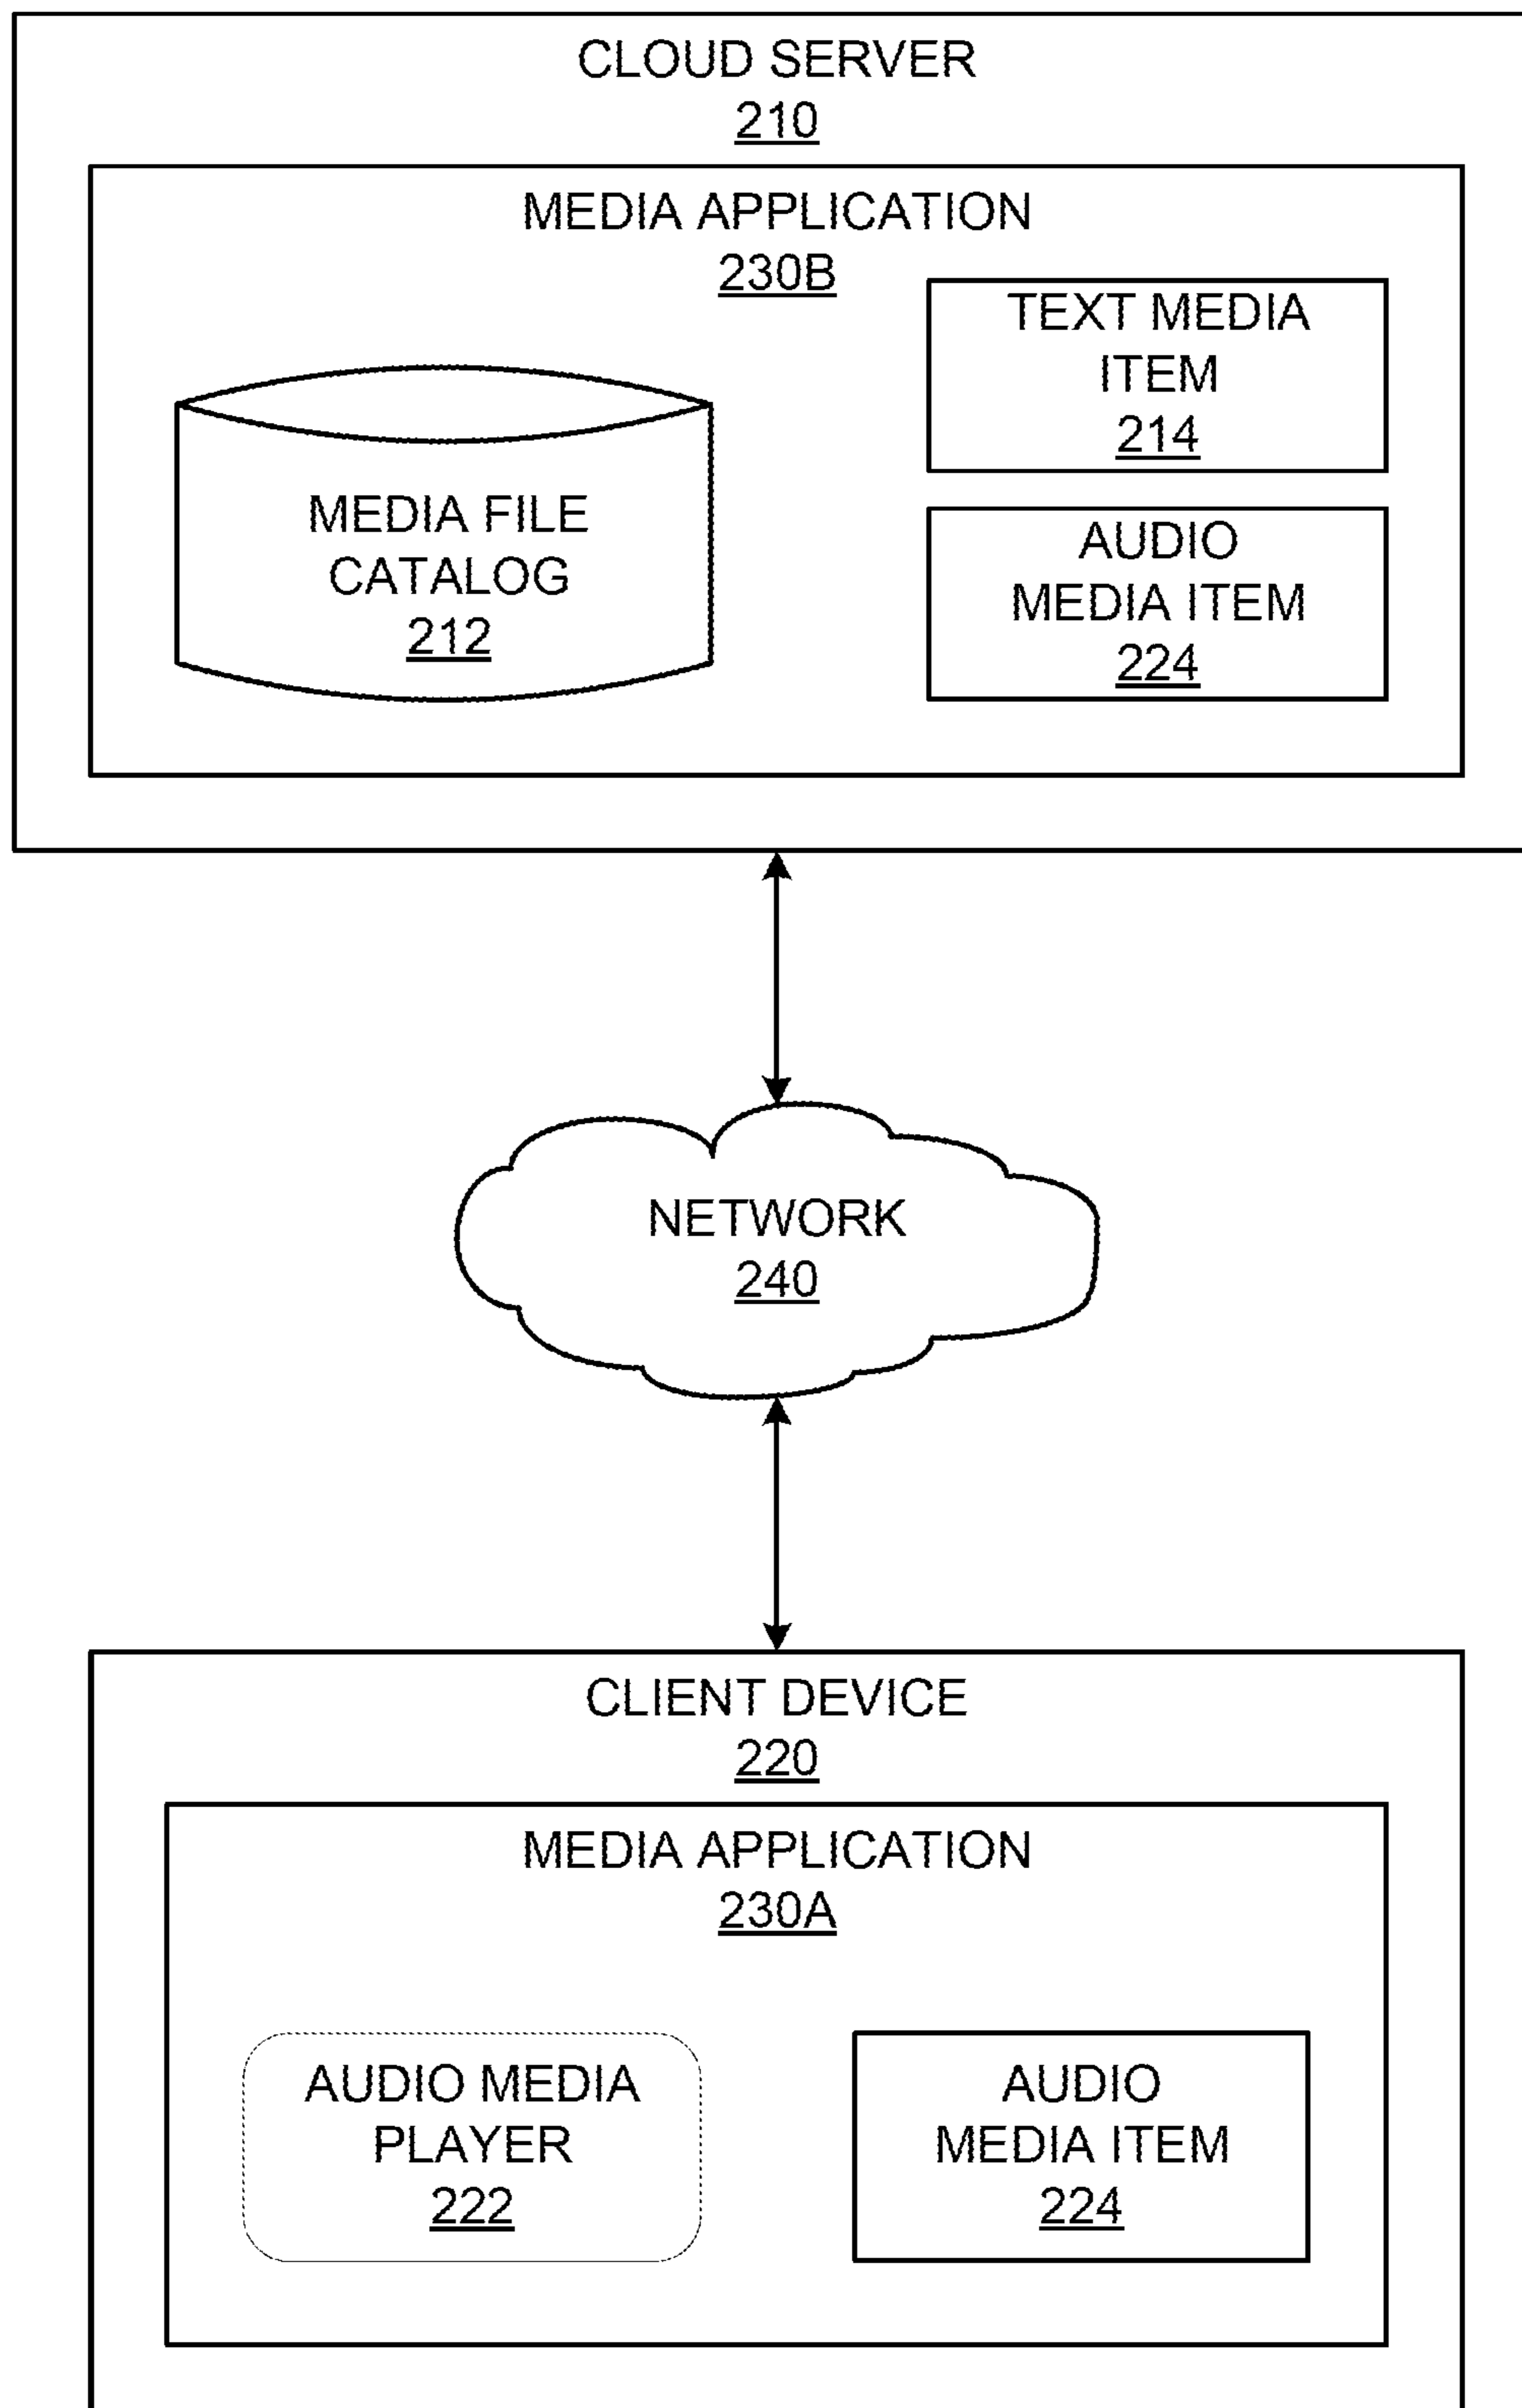 CLOUD SERVER
210
MEDIA APPLICATION
230B
TEXT MEDIA
ITEM
214
MEDIA FILE
CATALOG
212
AUDIO
MEDIA ITEM
224
NETWORK
240
CLIENT DEVICE
220
MEDIA APPLICATION
230A
AUDIO MEDIA
PLAYER
222
AUDIO
MEDIA ITEM
224